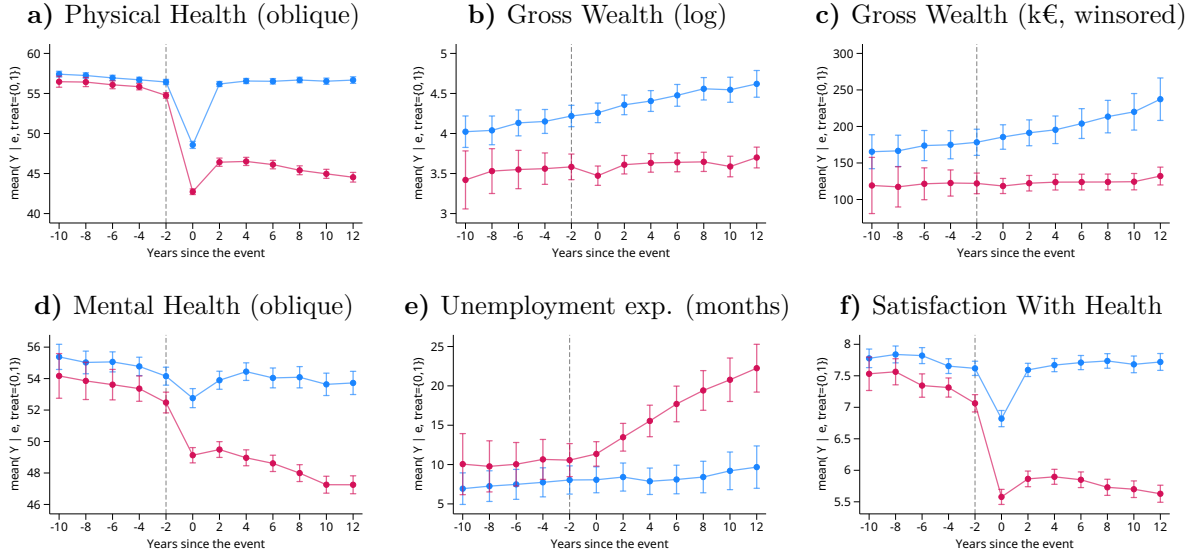 a) Physical Health (oblique)
b) Gross Wealth (log)
c) Gross Wealth (k€, winsored)
mean( Y | e, treat={0,1})
60
55
50
45
40
-10 -8 -6 -4 -2 0 2 4 6 8 10 12
Years since the event
mean( Y | e, treat={0,1})
5
4.5
4
3.5
3
-10 -8 -6 -4 -2 0 2 4 6 8 10 12
Years since the event
mean( Y | e, treat={0,1})
300
250
200
150
100
-10 -8 -6 -4 -2 0 2 4 6 8 10 12
Years since the event
d) Mental Health (oblique)
e) Unemployment exp. (months)
f) Satisfaction With Health
mean( Y | e, treat={0,1})
56
54
52
50
48
46
-10 -8 -6 -4 -2 0 2 4 6 8 10 12
Years since the event
mean( Y | e, treat={0,1})
25
20
15
10
5
-10 -8 -6 -4 -2 0 2 4 6 8 10 12
Years since the event
mean( Y | e, treat={0,1})
8
7.5
7
6.5
6
5.5
-10 -8 -6 -4 -2 0 2 4 6 8 10 12
Years since the event